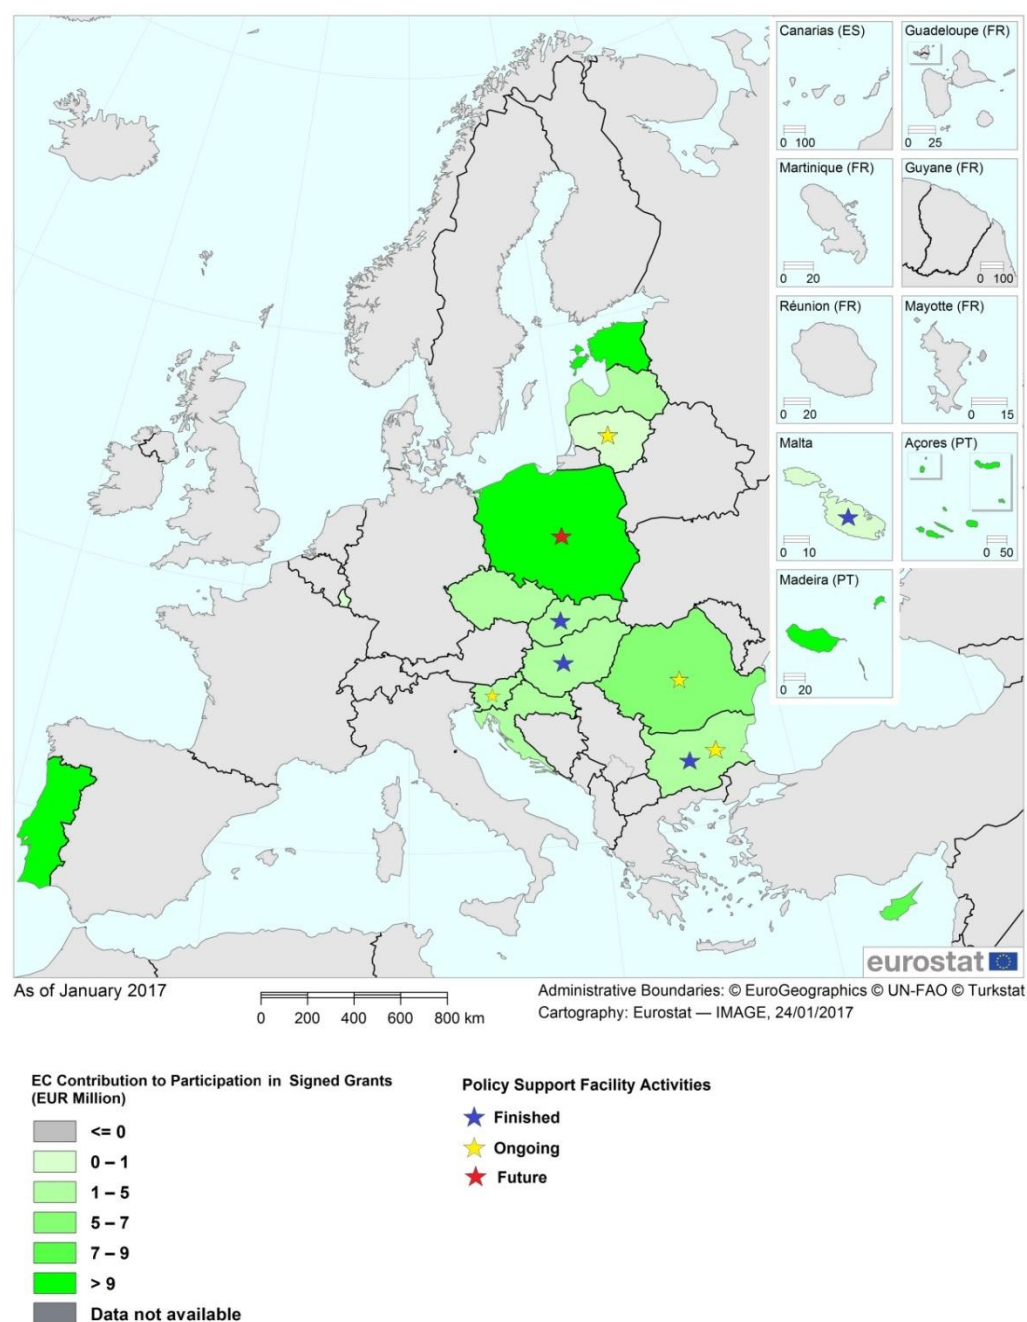 Canarias (ES)
0 100
Guadeloupe (FR)
0 25
Martinique (FR)
0 20
Guyane (FR)
0 100
Réunion (FR)
0 20
Mayotte (FR)
0 15
Malta
0 10
Açores (PT)
0 50
Madeira (PT)
0 20
eurostat
As of January 2017
0 200 400 600 800 km
Administrative Boundaries: © EuroGeographics © UN-FAO © Turkstat
Cartography: Eurostat — IMAGE, 24/01/2017
EC Contribution to Participation in Signed Grants
(EUR Million)
<= 0
0 – 1
1 – 5
5 – 7
7 – 9
> 9
Data not available
Policy Support Facility Activities
Finished
Ongoing
Future